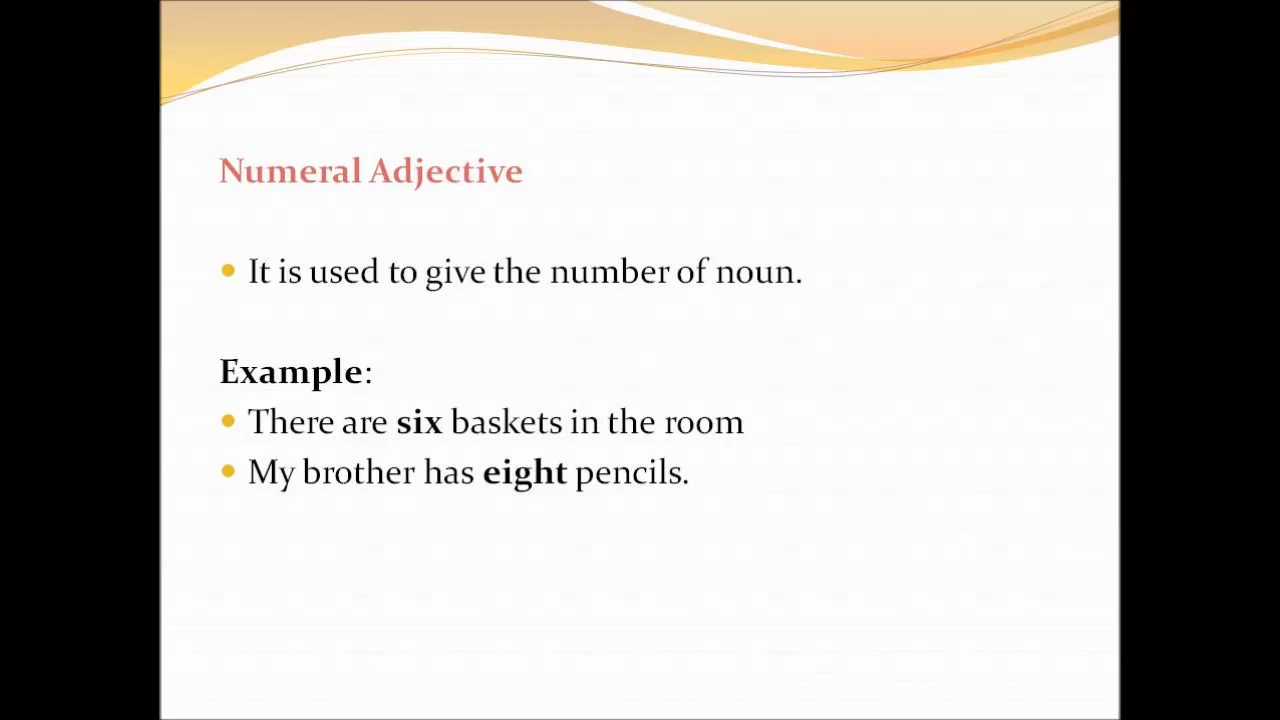 Numeral Adjective
• It is used to give the number of noun.
Example:
• There are six baskets in the room
• My brother has eight pencils.